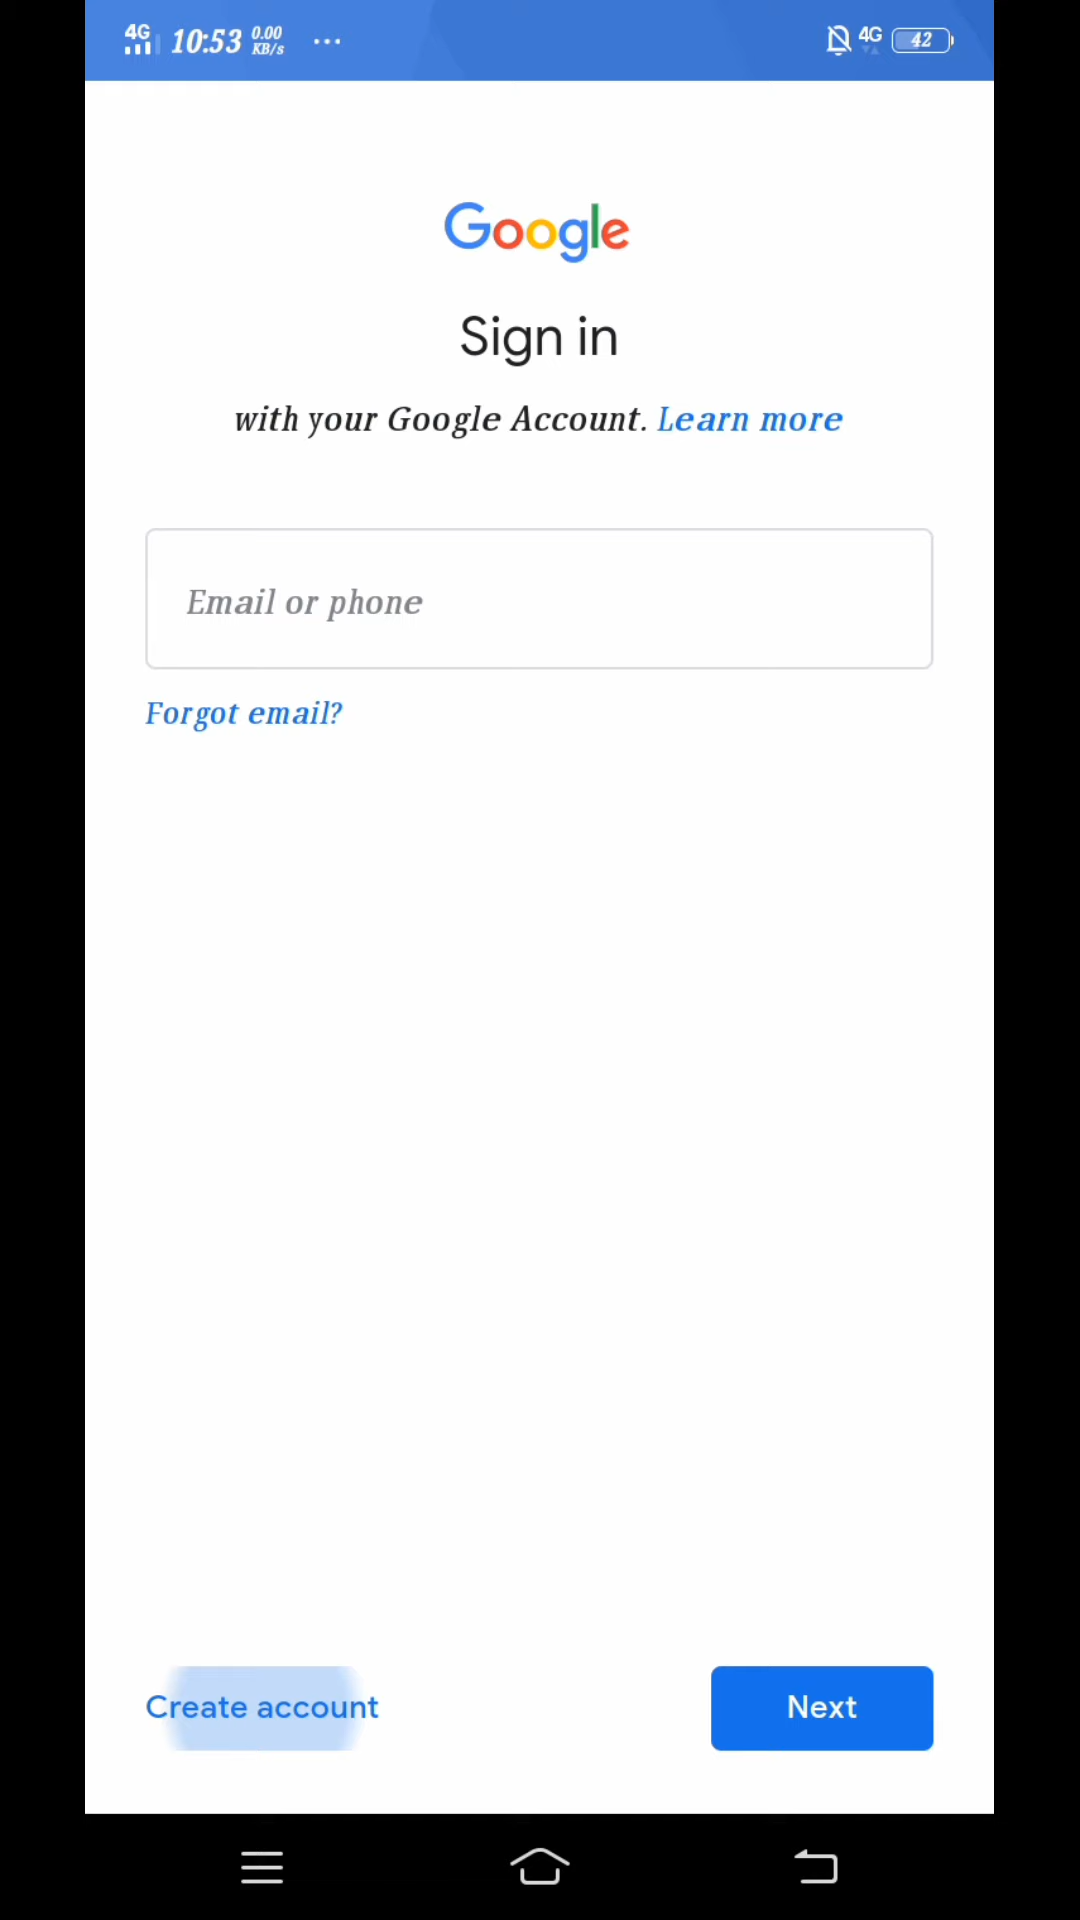 4G 10:53 0.00 KB/s ... 4G 42
Google
Sign in
with your Google Account. Learn more
Email or phone
Forgot email?
Create account
Next